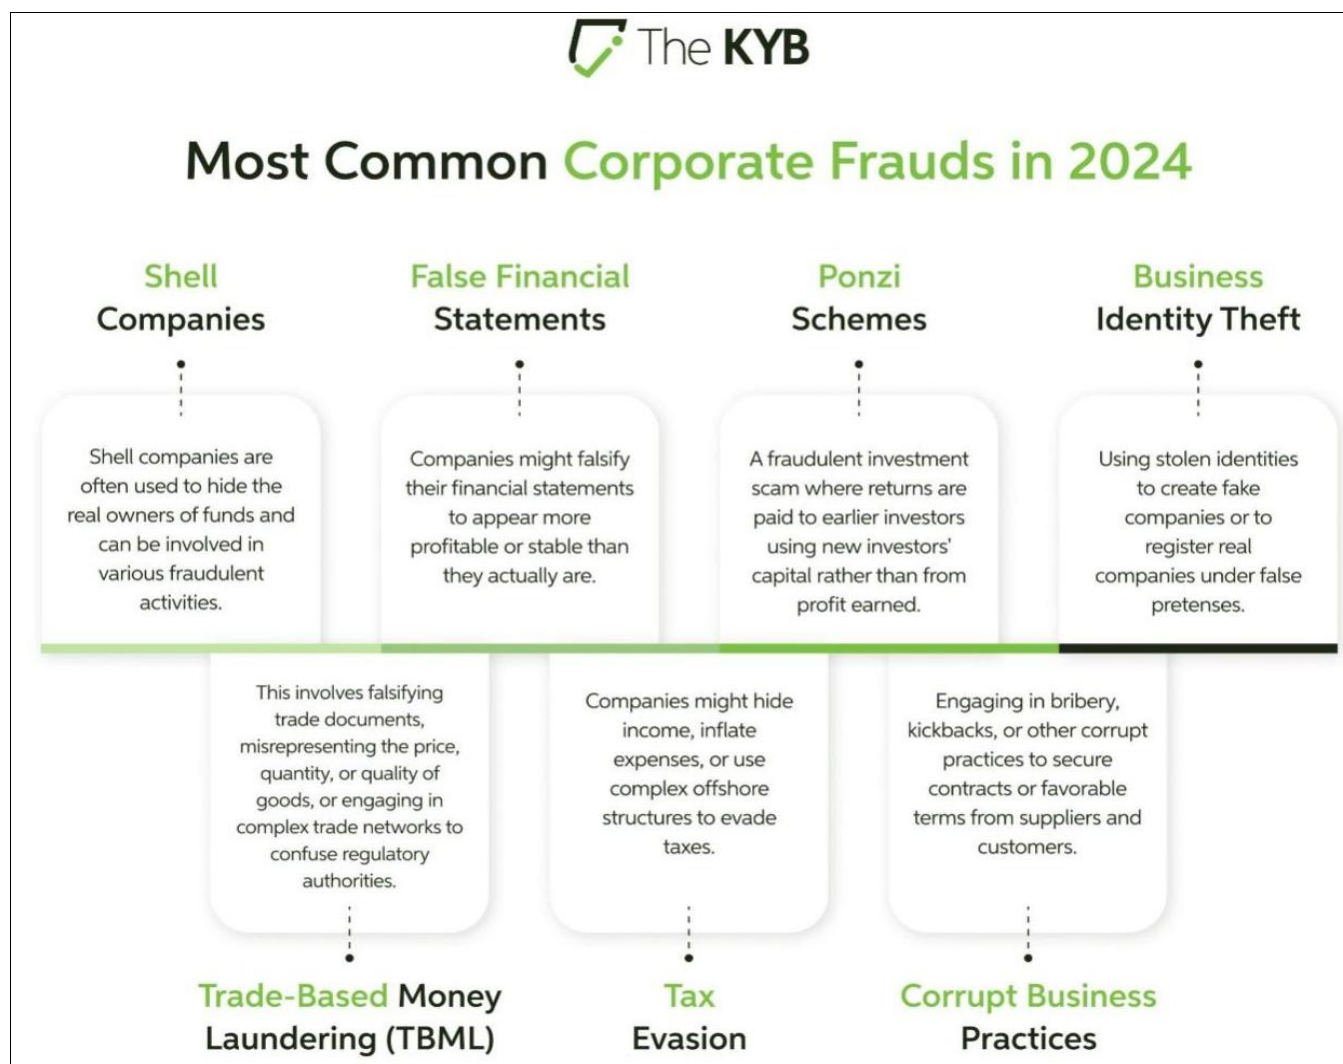 The KYB
Most Common Corporate Frauds in 2024
Shell
Companies
Shell companies are
often used to hide the
real owners of funds and
can be involved in
various fraudulent
activities.
False Financial
Statements
Companies might falsify
their financial statements
to appear more
profitable or stable than
they actually are.
Ponzi
Schemes
A fraudulent investment
scam where returns are
paid to earlier investors
using new investors'
capital rather than from
profit earned.
Business
Identity Theft
Using stolen identities
to create fake
companies or to
register real
companies under false
pretenses.
This involves falsifying
trade documents,
misrepresenting the price,
quantity, or quality of
goods, or engaging in
complex trade networks to
confuse regulatory
authorities.
Trade-Based Money
Laundering (TBML)
Companies might hide
income, inflate
expenses, or use
complex offshore
structures to evade
taxes.
Tax
Evasion
Engaging in bribery,
kickbacks, or other corrupt
practices to secure
contracts or favorable
terms from suppliers and
customers.
Corrupt Business
Practices